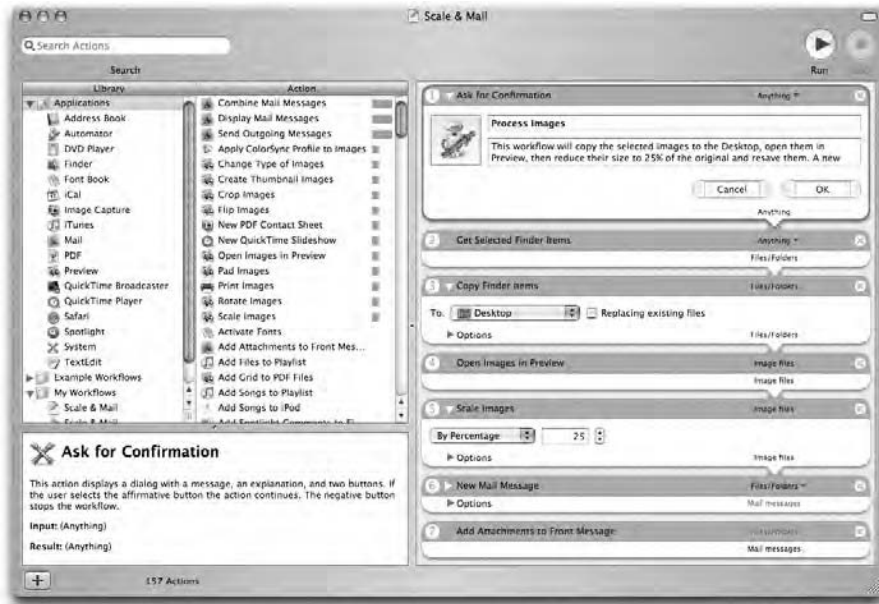 Scale & Mail
Search Actions
Search
Run
Library
Action
Applications
Address Book
Automator
DVD Player
Finder
Font Book
iCal
Image Capture
iTunes
Mail
PDF
Preview
QuickTime Broadcaster
QuickTime Player
Safari
Spotlight
System
TextEdit
Example Workflows
My Workflows
Scale & Mail
Scale & Mail
Combine Mail Messages
Display Mail Messages
Send Outgoing Messages
Apply ColorSync Profile to Images
Change Type of Images
Create Thumbnail Images
Crop Images
Flip Images
New PDF Contact Sheet
New QuickTime Slideshow
Open Images in Preview
Pad Images
Print Images
Rotate Images
Scale Images
Activate Fonts
Add Attachments to Front Mes...
Add Files to Playlist
Add Grid to PDF Files
Add Songs to Playlist
Add Songs to iPod
Add Spotlight Comments to Fi
Ask for Confirmation
This action displays a dialog with a message, an explanation, and two buttons. If
the user selects the affirmative button the action continues. The negative button
stops the workflow.
Input: (Anything)
Result: (Anything)
157 Actions
1 Ask for Confirmation Anything
Process Images
This workflow will copy the selected images to the Desktop, open them in
Preview, then reduce their size to 25% of the original and resave them. A new
Cancel OK
Anything
2 Get Selected Finder Items Anything
Files/Folders
3 Copy Finder Items Files/Folders
To: Desktop Replacing existing files
Options Files/Folders
4 Open Images in Preview Image files
Image files
5 Scale Images Image files
By Percentage 25
Options Image files
6 New Mail Message Files/Folders
Options Mail messages
7 Add Attachments to Front Message Files/Folders
Mail messages